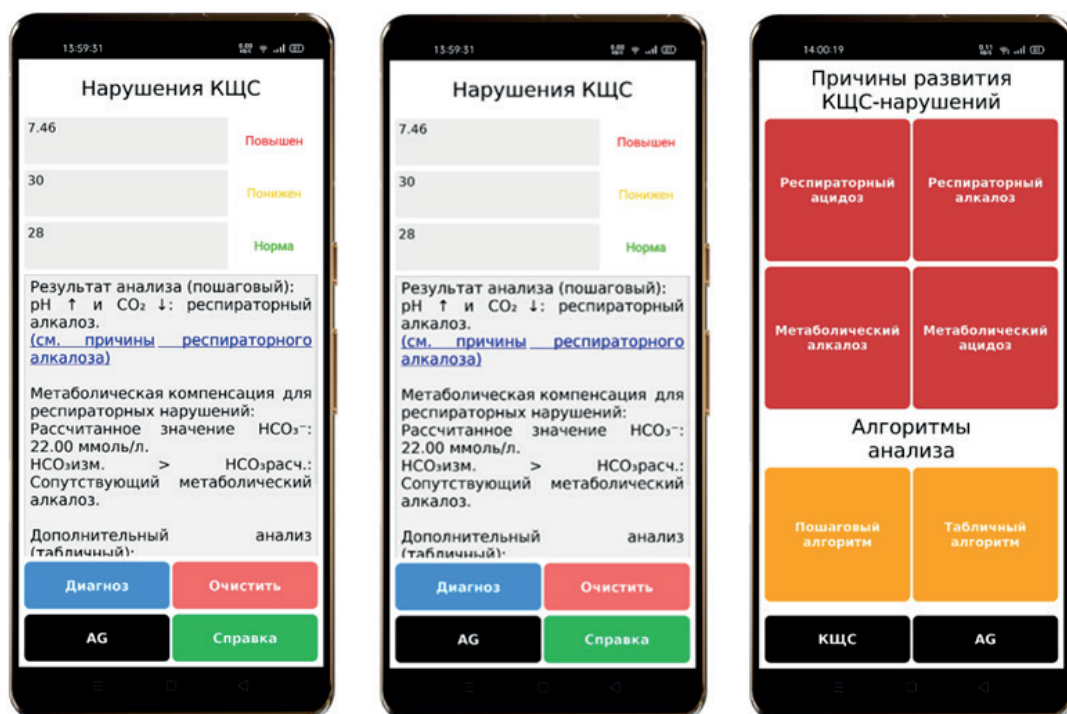 13:59:31
Нарушения КЩС
7.46
Повышен
30
Понижен
28
Норма
Результат анализа (пошаговый):
pH ↑ и CO₂ ↓: респираторный
алкалоз.
(см. причины респираторного
алкалоза)
Метаболическая компенсация для
респираторных нарушений:
Рассчитанное значение HCO₃⁻:
22.00 ммоль/л.
HCO₃изм. > HCO₃расч.:
Сопутствующий метаболический
алкалоз.
Дополнительный анализ
(табличный):
Диагноз
Очистить
AG
Справка
13:59:31
Нарушения КЩС
7.46
Повышен
30
Понижен
28
Норма
Результат анализа (пошаговый):
pH ↑ и CO₂ ↓: респираторный
алкалоз.
(см. причины респираторного
алкалоза)
Метаболическая компенсация для
респираторных нарушений:
Рассчитанное значение HCO₃⁻:
22.00 ммоль/л.
HCO₃изм. > HCO₃расч.:
Сопутствующий метаболический
алкалоз.
Дополнительный анализ
(табличный):
Диагноз
Очистить
AG
Справка
14:00:19
Причины развития
КЩС-нарушений
Респираторный
ацидоз
Респираторный
алкалоз
Метаболический
алкалоз
Метаболический
ацидоз
Алгоритмы
анализа
Пошаговый
алгоритм
Табличный
алгоритм
КЩС
AG